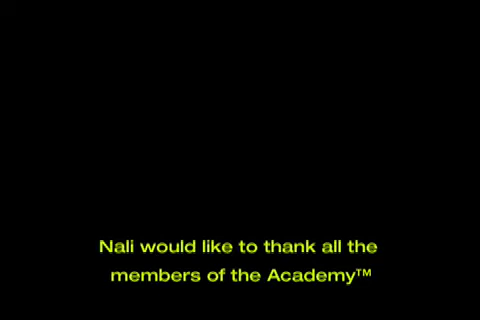 Nali would like to thank all the
members of the Academy™